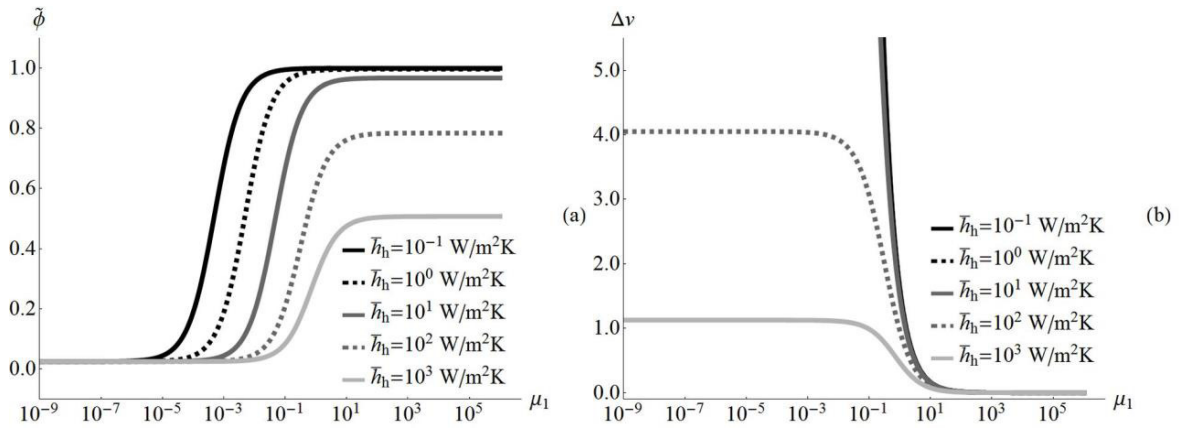 ϕ̃
1.0
0.8
0.6
0.4
0.2
0.0
10⁻⁹ 10⁻⁷ 10⁻⁵ 10⁻³ 10⁻¹ 10¹ 10³ 10⁵ μ₁
h̄ₕ=10⁻¹ W/m²K
h̄ₕ=10⁰ W/m²K
h̄ₕ=10¹ W/m²K
h̄ₕ=10² W/m²K
h̄ₕ=10³ W/m²K
(a)
Δν
5.0
4.0
3.0
2.0
1.0
0.0
10⁻⁹ 10⁻⁷ 10⁻⁵ 10⁻³ 10⁻¹ 10¹ 10³ 10⁵ μ₁
h̄ₕ=10⁻¹ W/m²K
h̄ₕ=10⁰ W/m²K
h̄ₕ=10¹ W/m²K
h̄ₕ=10² W/m²K
h̄ₕ=10³ W/m²K
(b)